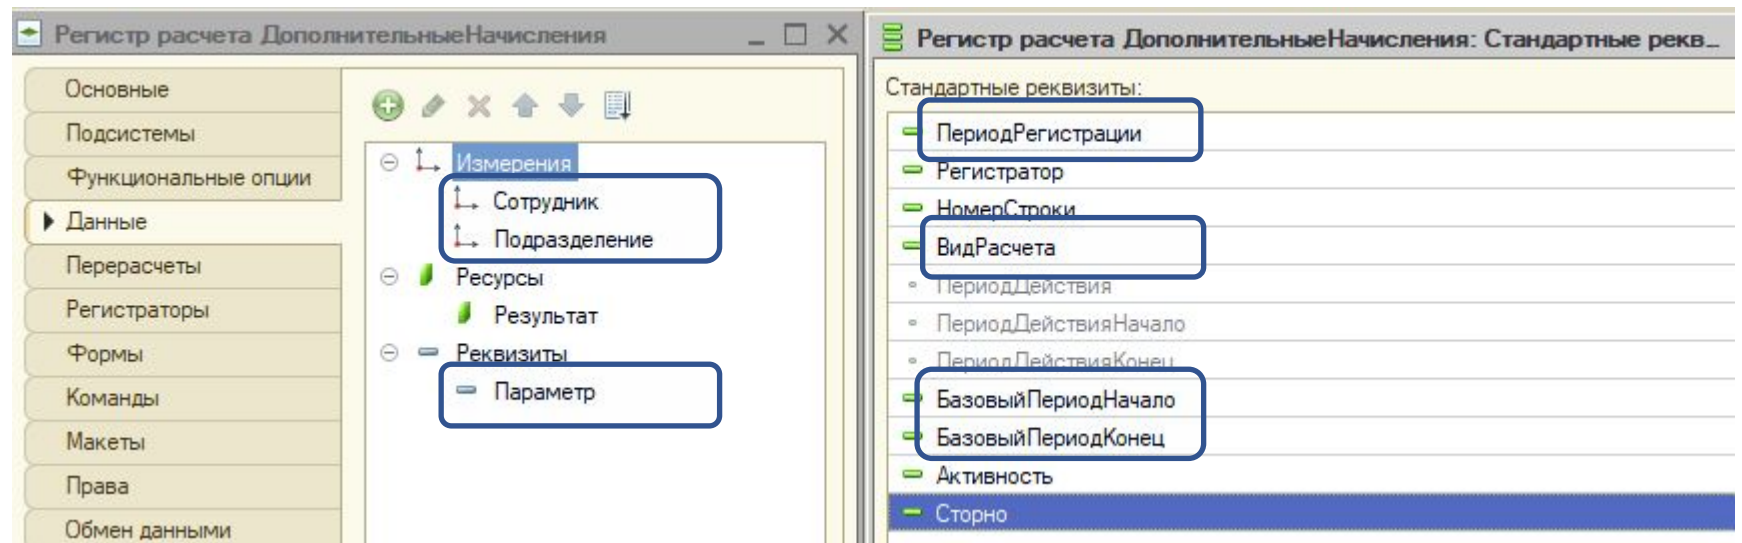 Регистр расчета ДополнительныеНачисления
Основные
Подсистемы
Функциональные опции
Данные
Перерасчеты
Регистраторы
Формы
Команды
Макеты
Права
Обмен данными
Измерения
Сотрудник
Подразделение
Ресурсы
Результат
Реквизиты
Параметр
Регистр расчета ДополнительныеНачисления: Стандартные рекв...
Стандартные реквизиты:
ПериодРегистрации
Регистратор
НомерСтроки
ВидРасчета
ПериодДействия
ПериодДействияНачало
ПериодДействияКонец
БазовыйПериодНачало
БазовыйПериодКонец
Активность
Сторно